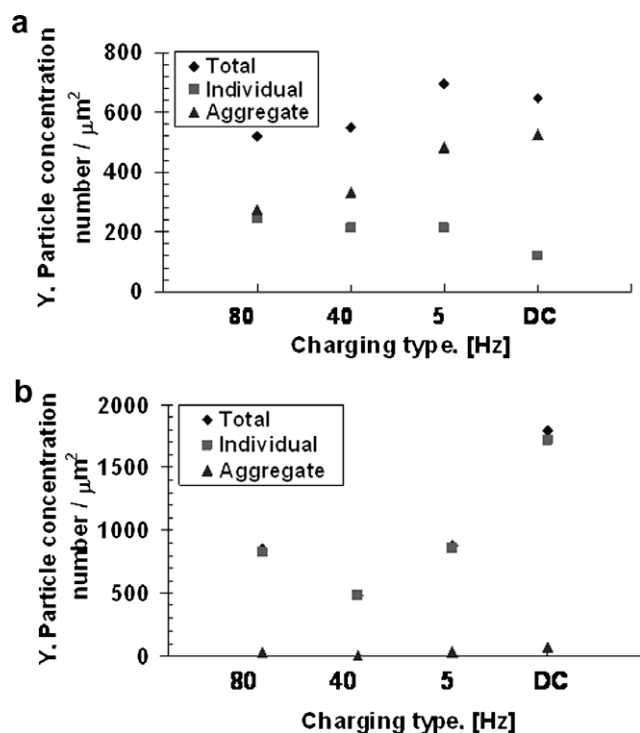 a
Y. Particle concentration
number / μm²
800
600
400
200
0
Total
Individual
Aggregate
80 40 5 DC
Charging type. [Hz]
b
Y. Particle concentration
number / μm²
2000
1500
1000
500
0
Total
Individual
Aggregate
80 40 5 DC
Charging type. [Hz]